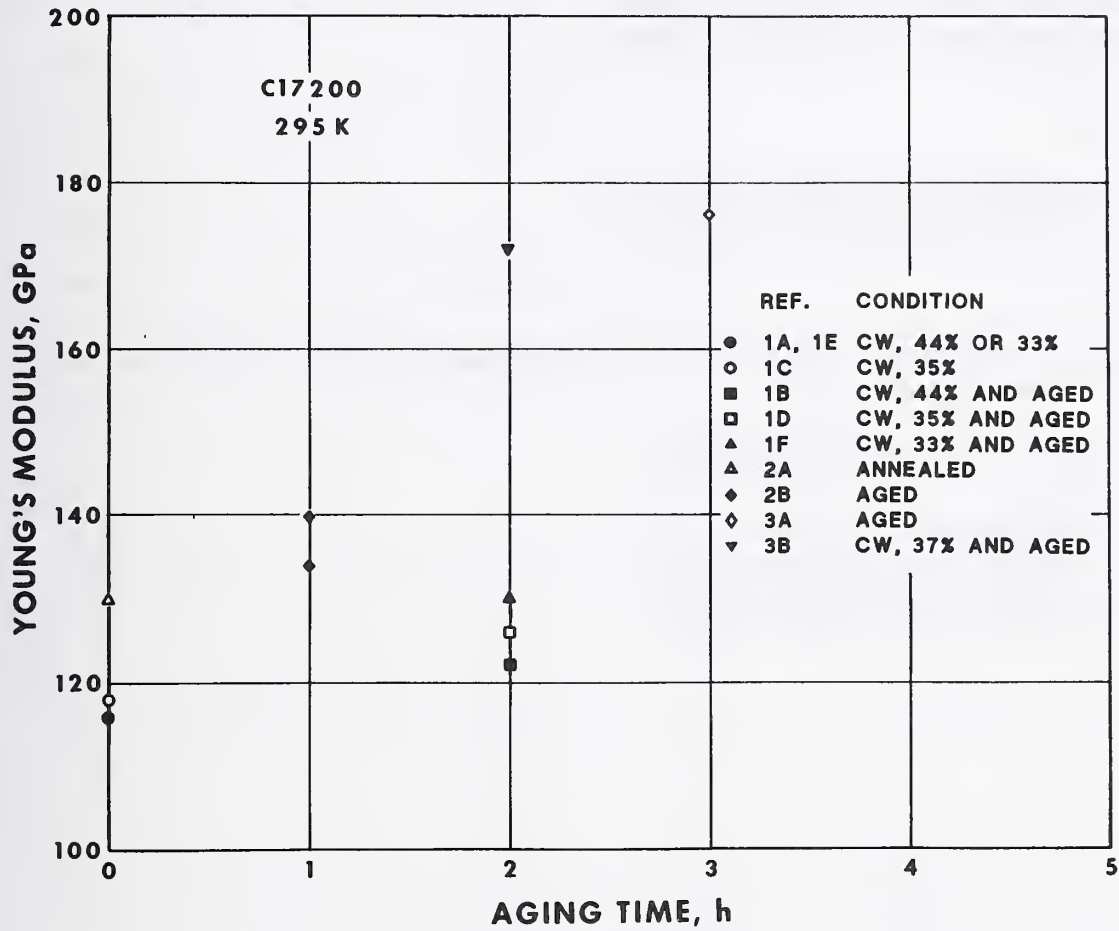 200
180
160
140
120
100
YOUNG'S MODULUS, GPa
C17200
295 K
REF. CONDITION
1A, 1E CW, 44% OR 33%
1C CW, 35%
1B CW, 44% AND AGED
1D CW, 35% AND AGED
1F CW, 33% AND AGED
2A ANNEALED
2B AGED
3A AGED
3B CW, 37% AND AGED
0 1 2 3 4 5
AGING TIME, h